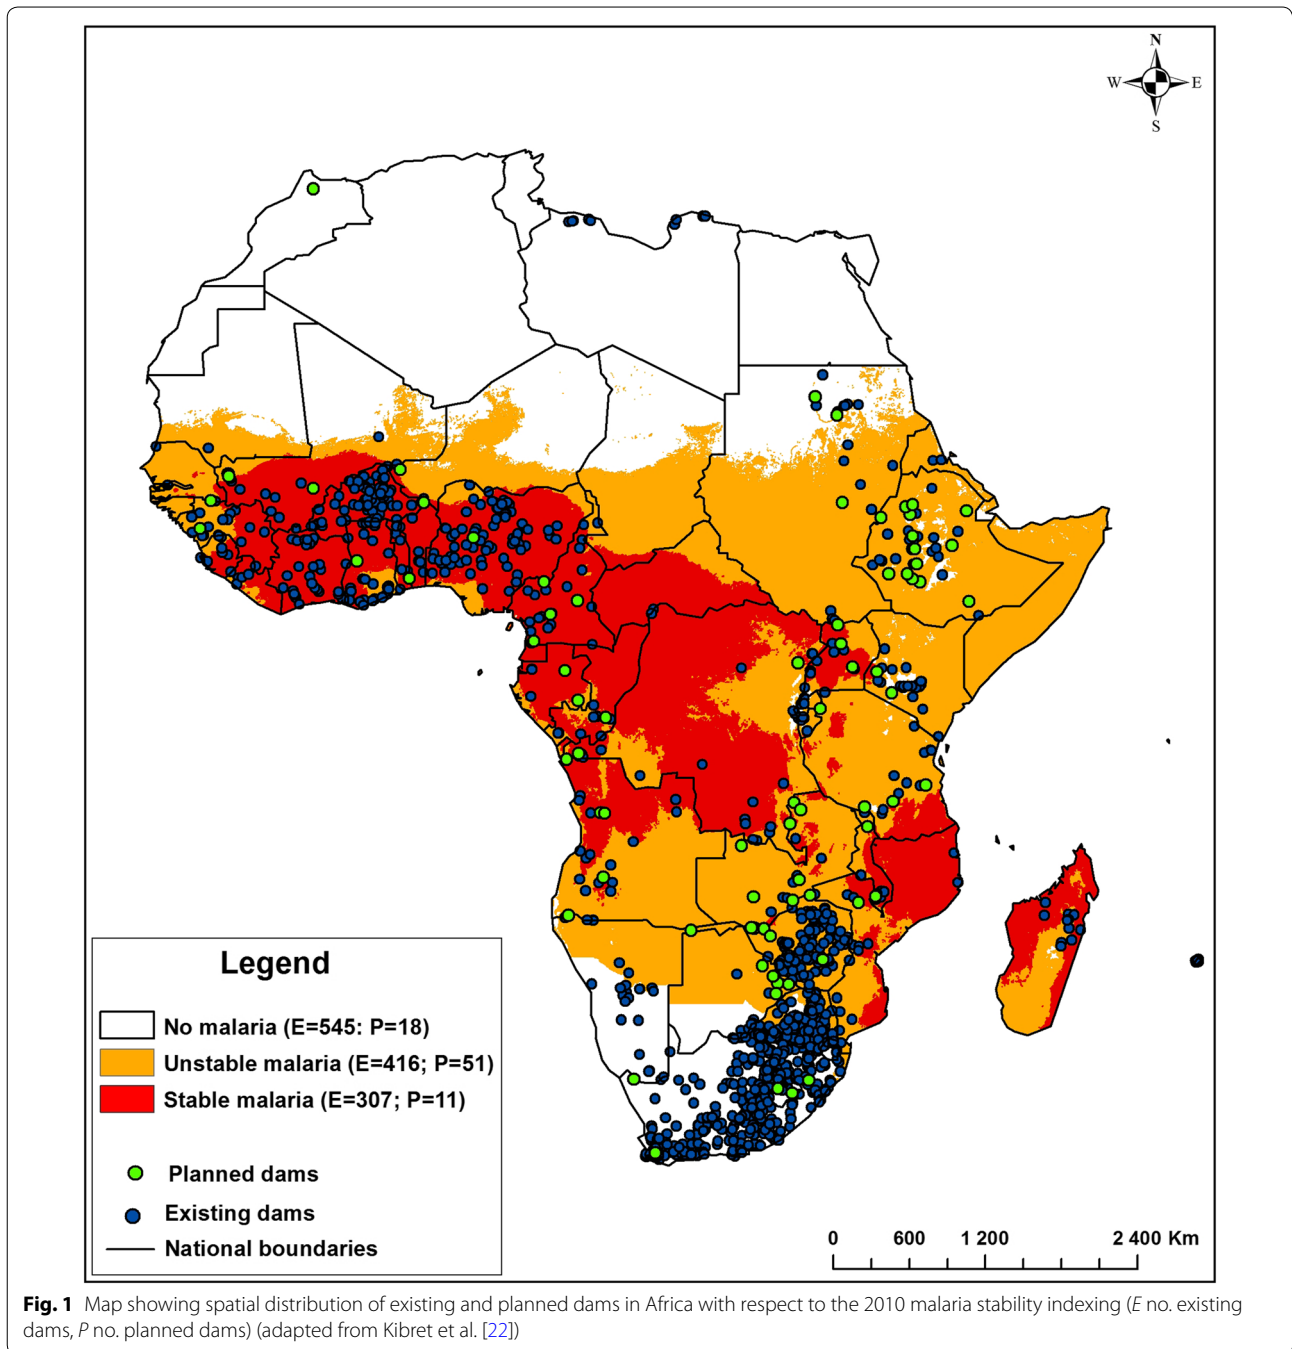 N
W E
S
Legend
No malaria (E=545: P=18)
Unstable malaria (E=416; P=51)
Stable malaria (E=307; P=11)
Planned dams
Existing dams
National boundaries
0 600 1 200 2 400 Km
Fig. 1 Map showing spatial distribution of existing and planned dams in Africa with respect to the 2010 malaria stability indexing (E no. existing
dams, P no. planned dams) (adapted from Kibret et al. [22])